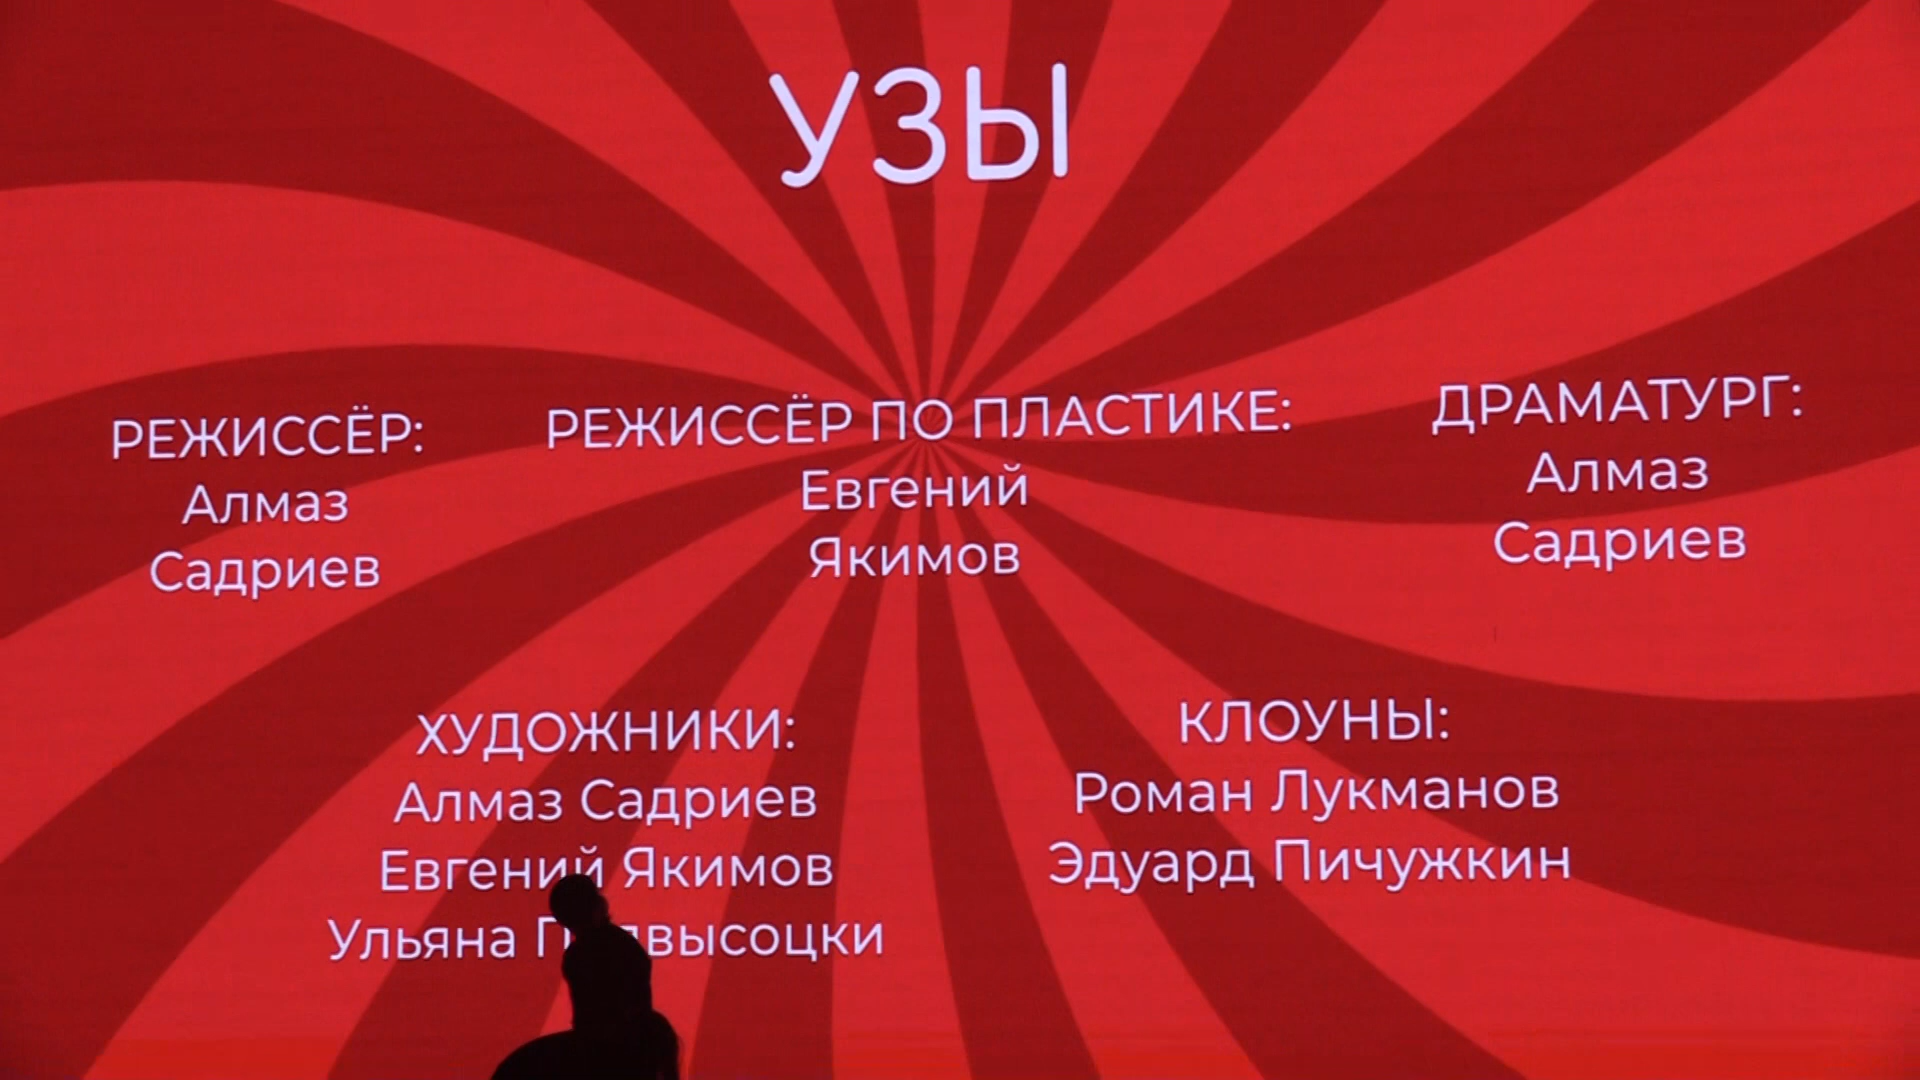 УЗЫ
РЕЖИССЁР:
Алмаз
Садриев
РЕЖИССЁР ПО ПЛАСТИКЕ:
Евгений
Якимов
ДРАМАТУРГ:
Алмаз
Садриев
ХУДОЖНИКИ:
Алмаз Садриев
Евгений Якимов
Ульяна
КЛОУНЫ:
Роман Лукманов
Эдуард Пичужкин